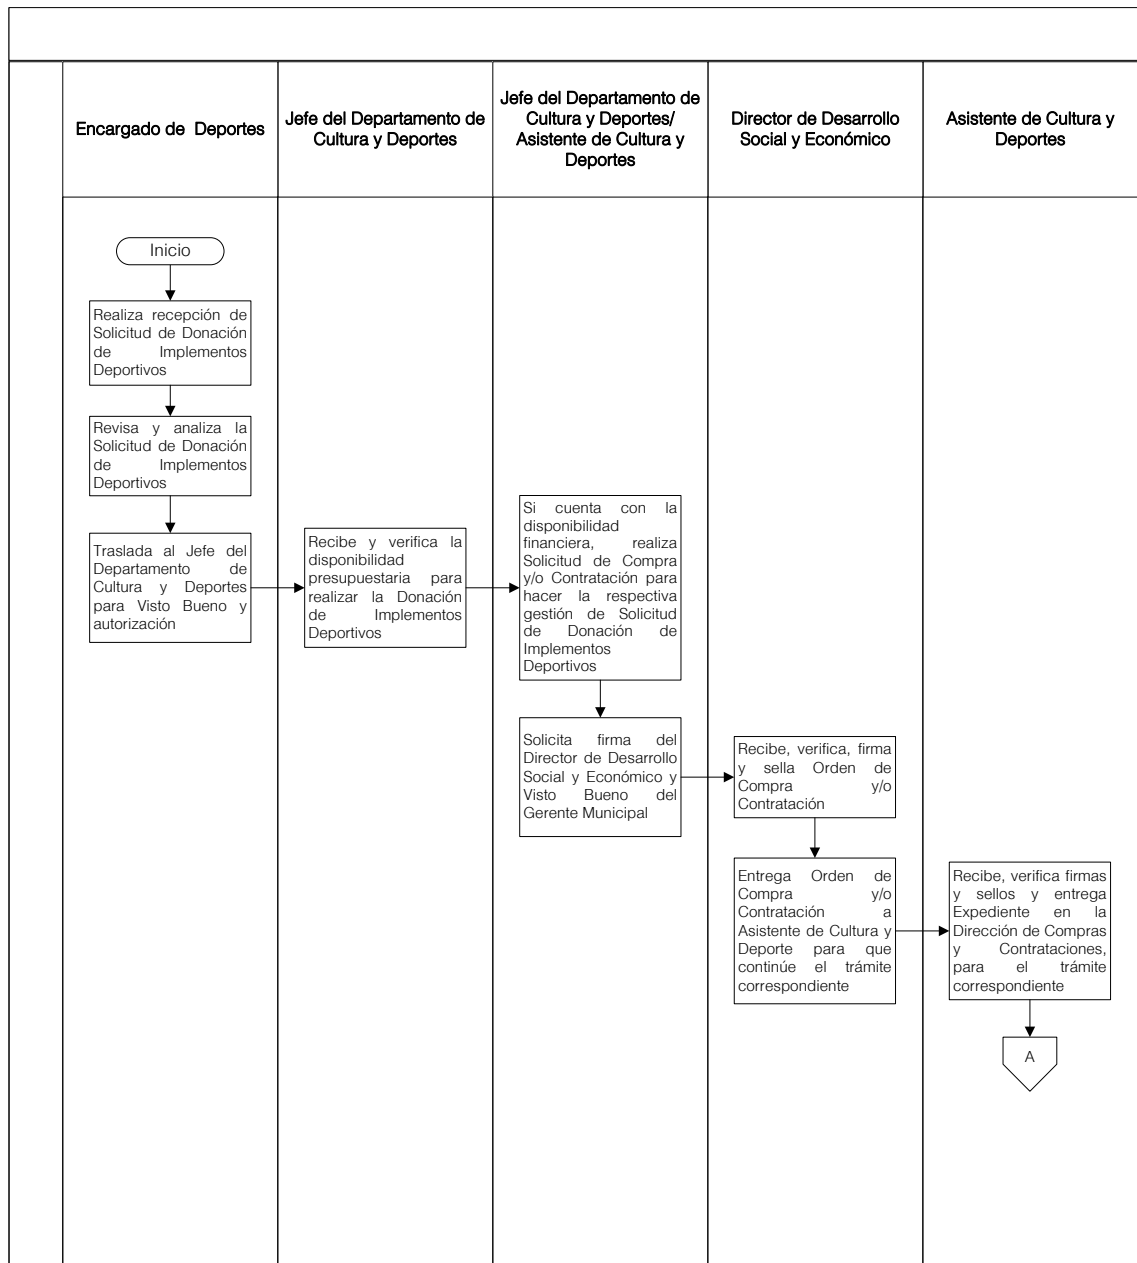 Encargado de Deportes
Jefe del Departamento de
Cultura y Deportes
Jefe del Departamento de
Cultura y Deportes/
Asistente de Cultura y
Deportes
Director de Desarrollo
Social y Económico
Asistente de Cultura y
Deportes
Inicio
Realiza recepción de
Solicitud de Donación
de Implementos
Deportivos
Revisa y analiza la
Solicitud de Donación
de Implementos
Deportivos
Traslada al Jefe del
Departamento de
Cultura y Deportes
para Visto Bueno y
autorización
Recibe y verifica la
disponibilidad
presupuestaria para
realizar la Donación
de Implementos
Deportivos
Si cuenta con la
disponibilidad
financiera, realiza
Solicitud de Compra
y/o Contratación para
hacer la respectiva
gestión de Solicitud
de Donación de
Implementos
Deportivos
Solicita firma del
Director de Desarrollo
Social y Económico y
Visto Bueno del
Gerente Municipal
Recibe, verifica, firma
y sella Orden de
Compra y/o
Contratación
Entrega Orden de
Compra y/o
Contratación a
Asistente de Cultura y
Deporte para que
continúe el trámite
correspondiente
Recibe, verifica firmas
y sellos y entrega
Expediente en la
Dirección de Compras
y Contrataciones,
para el trámite
correspondiente
A